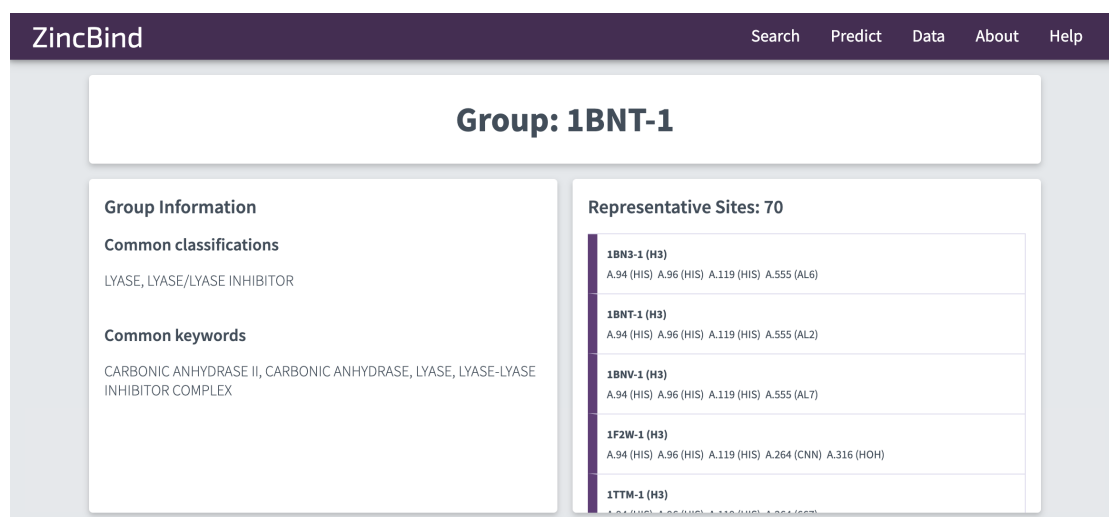 ZincBind
Search Predict Data About Help
Group: 1BNT-1
Group Information
Common classifications
LYASE, LYASE/LYASE INHIBITOR
Common keywords
CARBONIC ANHYDRASE II, CARBONIC ANHYDRASE, LYASE, LYASE-LYASE
INHIBITOR COMPLEX
Representative Sites: 70
1BN3-1 (H3)
A.94 (HIS) A.96 (HIS) A.119 (HIS) A.555 (AL6)
1BNT-1 (H3)
A.94 (HIS) A.96 (HIS) A.119 (HIS) A.555 (AL2)
1BNV-1 (H3)
A.94 (HIS) A.96 (HIS) A.119 (HIS) A.555 (AL7)
1F2W-1 (H3)
A.94 (HIS) A.96 (HIS) A.119 (HIS) A.264 (CNN) A.316 (HOH)
1TTM-1 (H3)